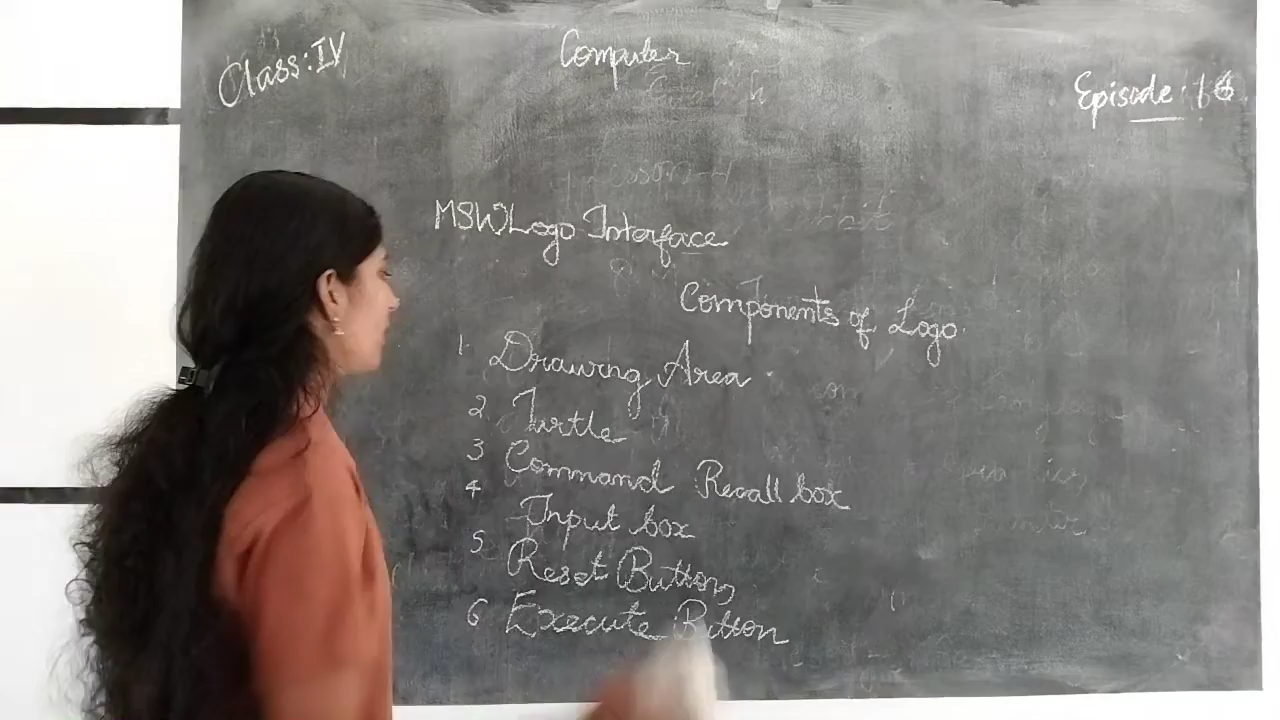 Class: IV
Computer
Episode: 16
MSWLogo Interface
Components of Logo
1. Drawing Area
2 Turtle
3 Command Recall box
4 Input box
5 Reset Button
6 Execute Button